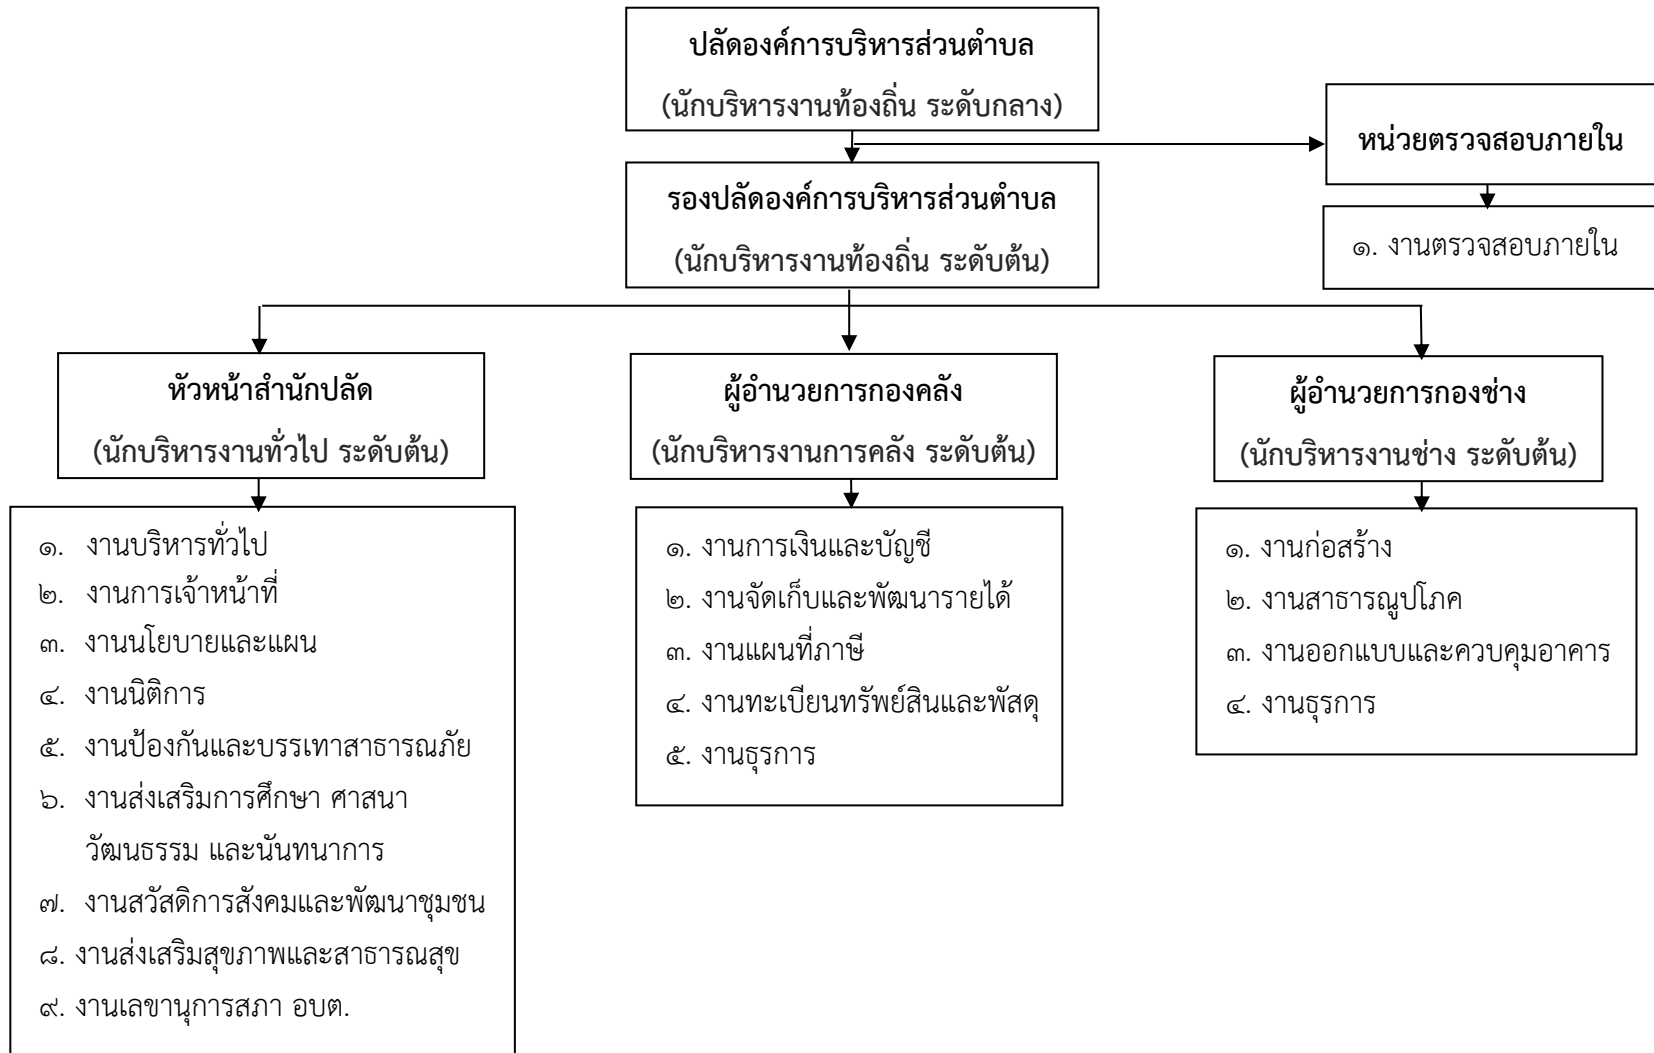 ปลัดองค์การบริหารส่วนตำบล
(นักบริหารงานท้องถิ่น ระดับกลาง)
หน่วยตรวจสอบภายใน
๑. งานตรวจสอบภายใน
รองปลัดองค์การบริหารส่วนตำบล
(นักบริหารงานท้องถิ่น ระดับต้น)
หัวหน้าสำนักปลัด
(นักบริหารงานทั่วไป ระดับต้น)
๑. งานบริหารทั่วไป
๒. งานการเจ้าหน้าที่
๓. งานนโยบายและแผน
๔. งานนิติการ
๕. งานป้องกันและบรรเทาสาธารณภัย
๖. งานส่งเสริมการศึกษา ศาสนา
วัฒนธรรม และนันทนาการ
๗. งานสวัสดิการสังคมและพัฒนาชุมชน
๘. งานส่งเสริมสุขภาพและสาธารณสุข
๙. งานเลขานุการสภา อบต.
ผู้อำนวยการกองคลัง
(นักบริหารงานการคลัง ระดับต้น)
๑. งานการเงินและบัญชี
๒. งานจัดเก็บและพัฒนารายได้
๓. งานแผนที่ภาษี
๔. งานทะเบียนทรัพย์สินและพัสดุ
๕. งานธุรการ
ผู้อำนวยการกองช่าง
(นักบริหารงานช่าง ระดับต้น)
๑. งานก่อสร้าง
๒. งานสาธารณูปโภค
๓. งานออกแบบและควบคุมอาคาร
๔. งานธุรการ